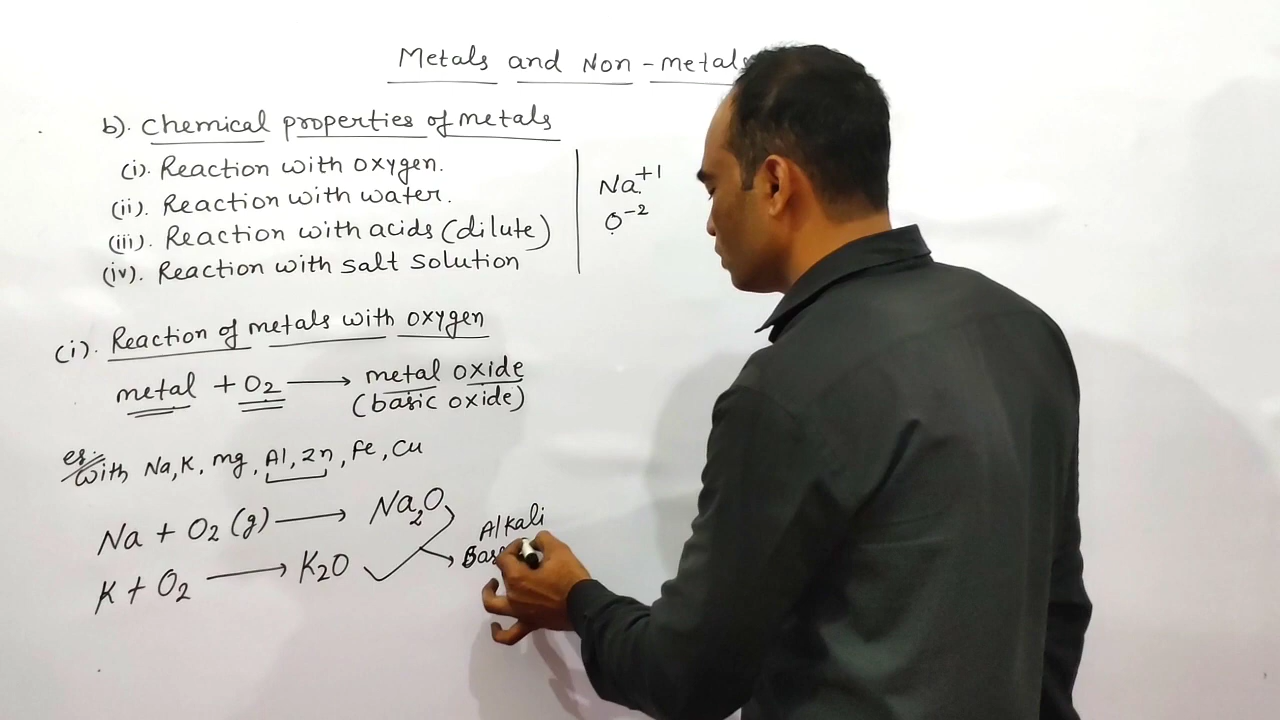 Metals and Non-metals
b). Chemical properties of metals
(i). Reaction with oxygen.
(ii). Reaction with water.
(iii). Reaction with acids (dilute)
(iv). Reaction with salt solution
Na+1
O-2
(i). Reaction of metals with oxygen
metal + O2 → metal oxide
(basic oxide)
eg:-
With Na, K, mg, Al, Zn, Fe, Cu
Na + O2 (g) → Na2O
K + O2 → K2O
Alkali